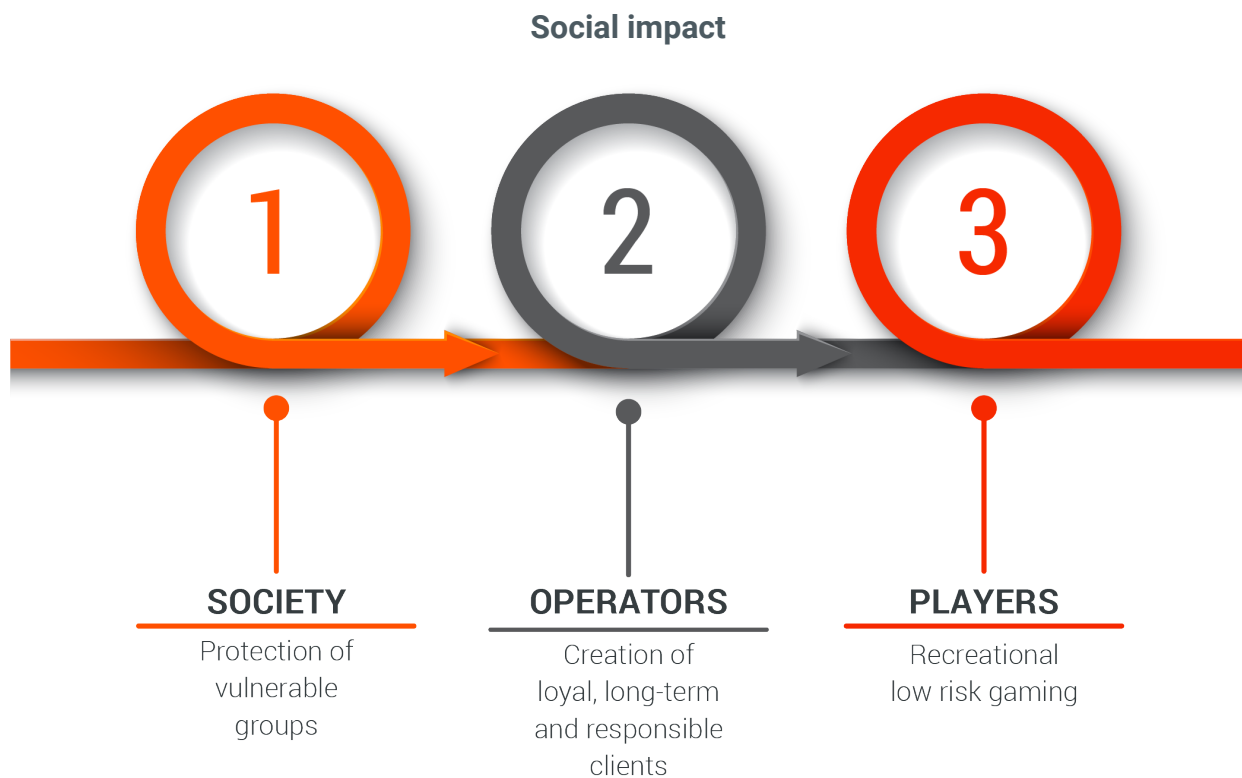 Social impact
1
2
3
SOCIETY
Protection of
vulnerable
groups
OPERATORS
Creation of
loyal, long-term
and responsible
clients
PLAYERS
Recreational
low risk gaming